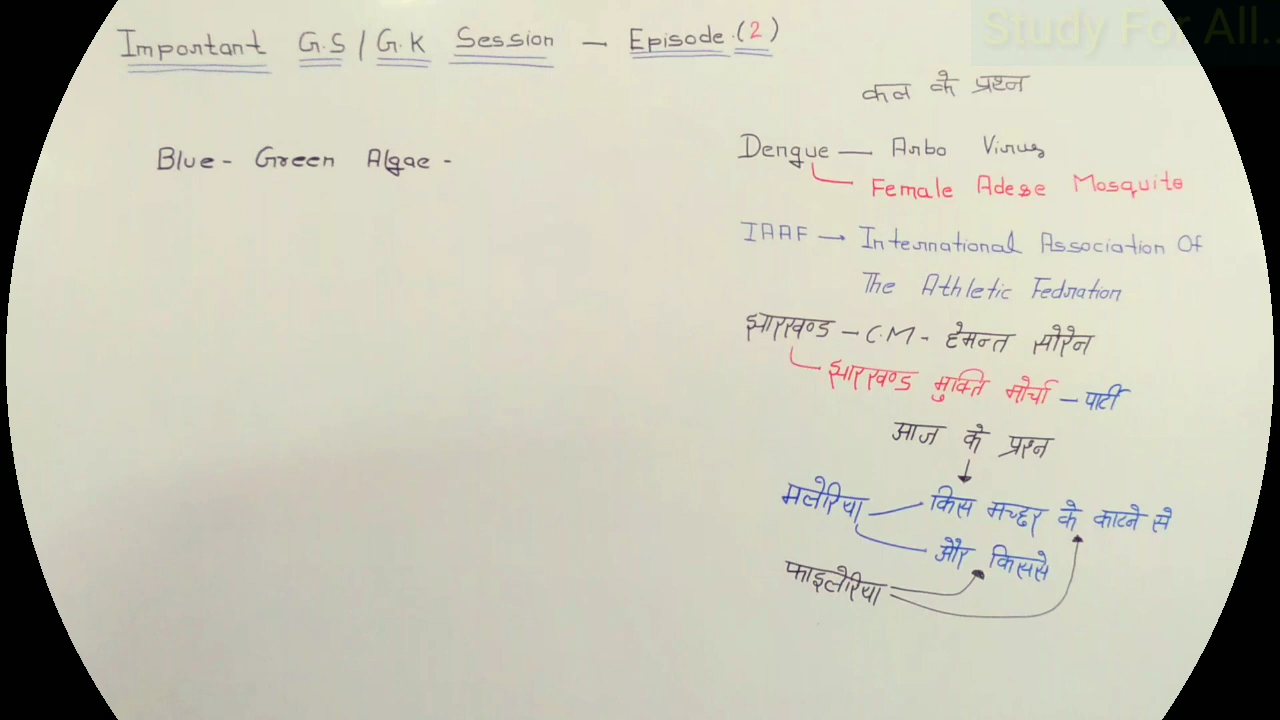 Important G.S / G.K Session - Episode.(2)
Study For All..
Blue - Green Algae -
कल के प्रश्न
Dengue — Arbo Virus
Female Adese Mosquito
IAAF → International Association Of
The Athletic Fedration
झारखण्ड - C.M - हेमन्त सोरेन
झारखण्ड मुक्ति मोर्चा - पार्टी
आज के प्रश्न
मलेरिया किस मच्छर के काटने से
और किससे
फाइलेरिया